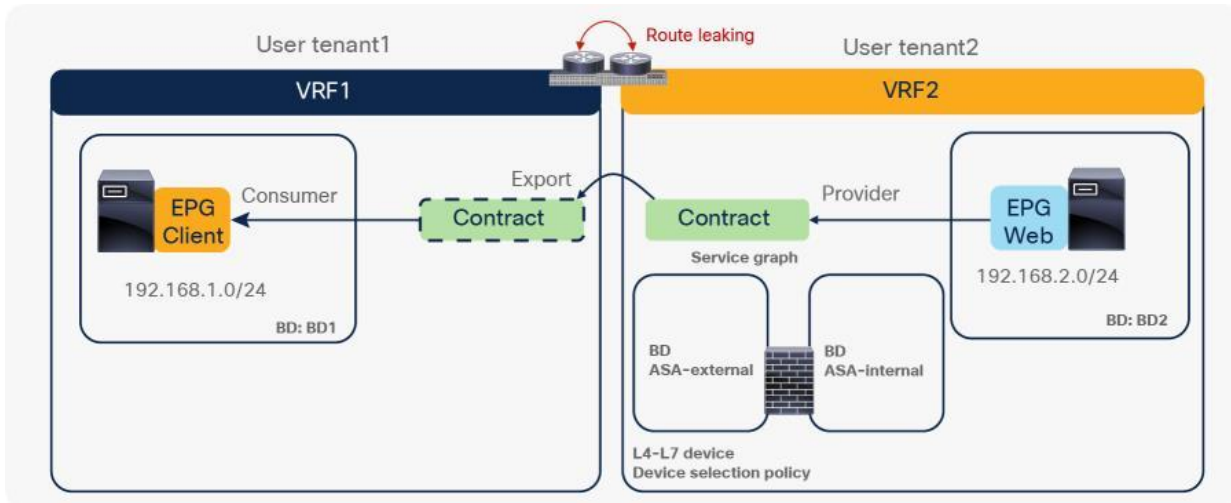 User tenant1
Route leaking
User tenant2
VRF1
VRF2
Consumer
Export
Provider
EPG
Client
Contract
Contract
EPG
Web
Service graph
192.168.1.0/24
192.168.2.0/24
BD: BD1
BD: BD2
BD
ASA-external
BD
ASA-internal
L4-L7 device
Device selection policy